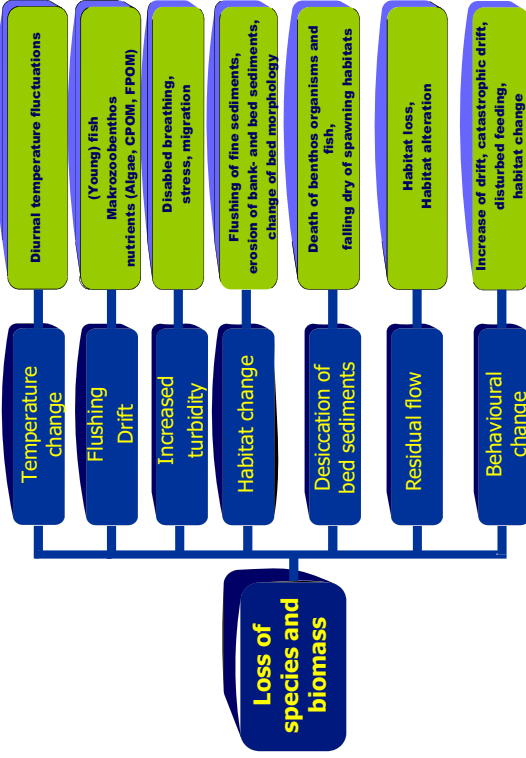 Loss of
species and
biomass
Temperature
change
Diurnal temperature fluctuations
Flushing
Drift
(Young) fish
Makrozoobenthos
nutrients (Algae, CPOM, FPOM)
Increased
turbidity
Disabled breathing,
stress, migration
Habitat change
Flushing of fine sediments,
erosion of bank- and bed sediments,
change of bed morphology
Desiccation of
bed sediments
Death of benthos organisms and
fish,
falling dry of spawning habitats
Residual flow
Habitat loss,
Habitat alteration
Behavioural
change
Increase of drift, catastrophic drift,
disturbed feeding,
habitat change